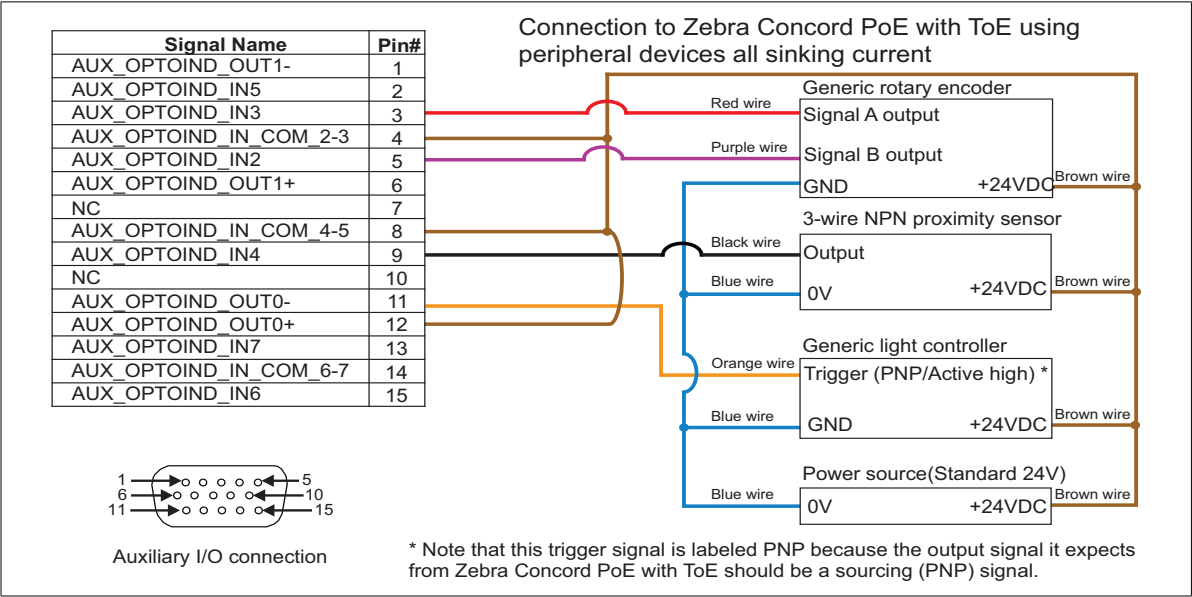 Connection to Zebra Concord PoE with ToE using
peripheral devices all sinking current
Signal Name Pin#
AUX_OPTOIND_OUT1- 1
AUX_OPTOIND_IN5 2
AUX_OPTOIND_IN3 3
AUX_OPTOIND_IN_COM_2-3 4
AUX_OPTOIND_IN2 5
AUX_OPTOIND_OUT1+ 6
NC 7
AUX_OPTOIND_IN_COM_4-5 8
AUX_OPTOIND_IN4 9
NC 10
AUX_OPTOIND_OUT0- 11
AUX_OPTOIND_OUT0+ 12
AUX_OPTOIND_IN7 13
AUX_OPTOIND_IN_COM_6-7 14
AUX_OPTOIND_IN6 15
Generic rotary encoder
Red wire
Signal A output
Purple wire
Signal B output
GND +24VDC
Brown wire
3-wire NPN proximity sensor
Black wire
Output
Blue wire
0V +24VDC
Brown wire
Generic light controller
Orange wire
Trigger (PNP/Active high) *
Blue wire
GND +24VDC
Brown wire
Power source(Standard 24V)
Blue wire
0V +24VDC
Brown wire
1 5
6 10
11 15
Auxiliary I/O connection
* Note that this trigger signal is labeled PNP because the output signal it expects
from Zebra Concord PoE with ToE should be a sourcing (PNP) signal.